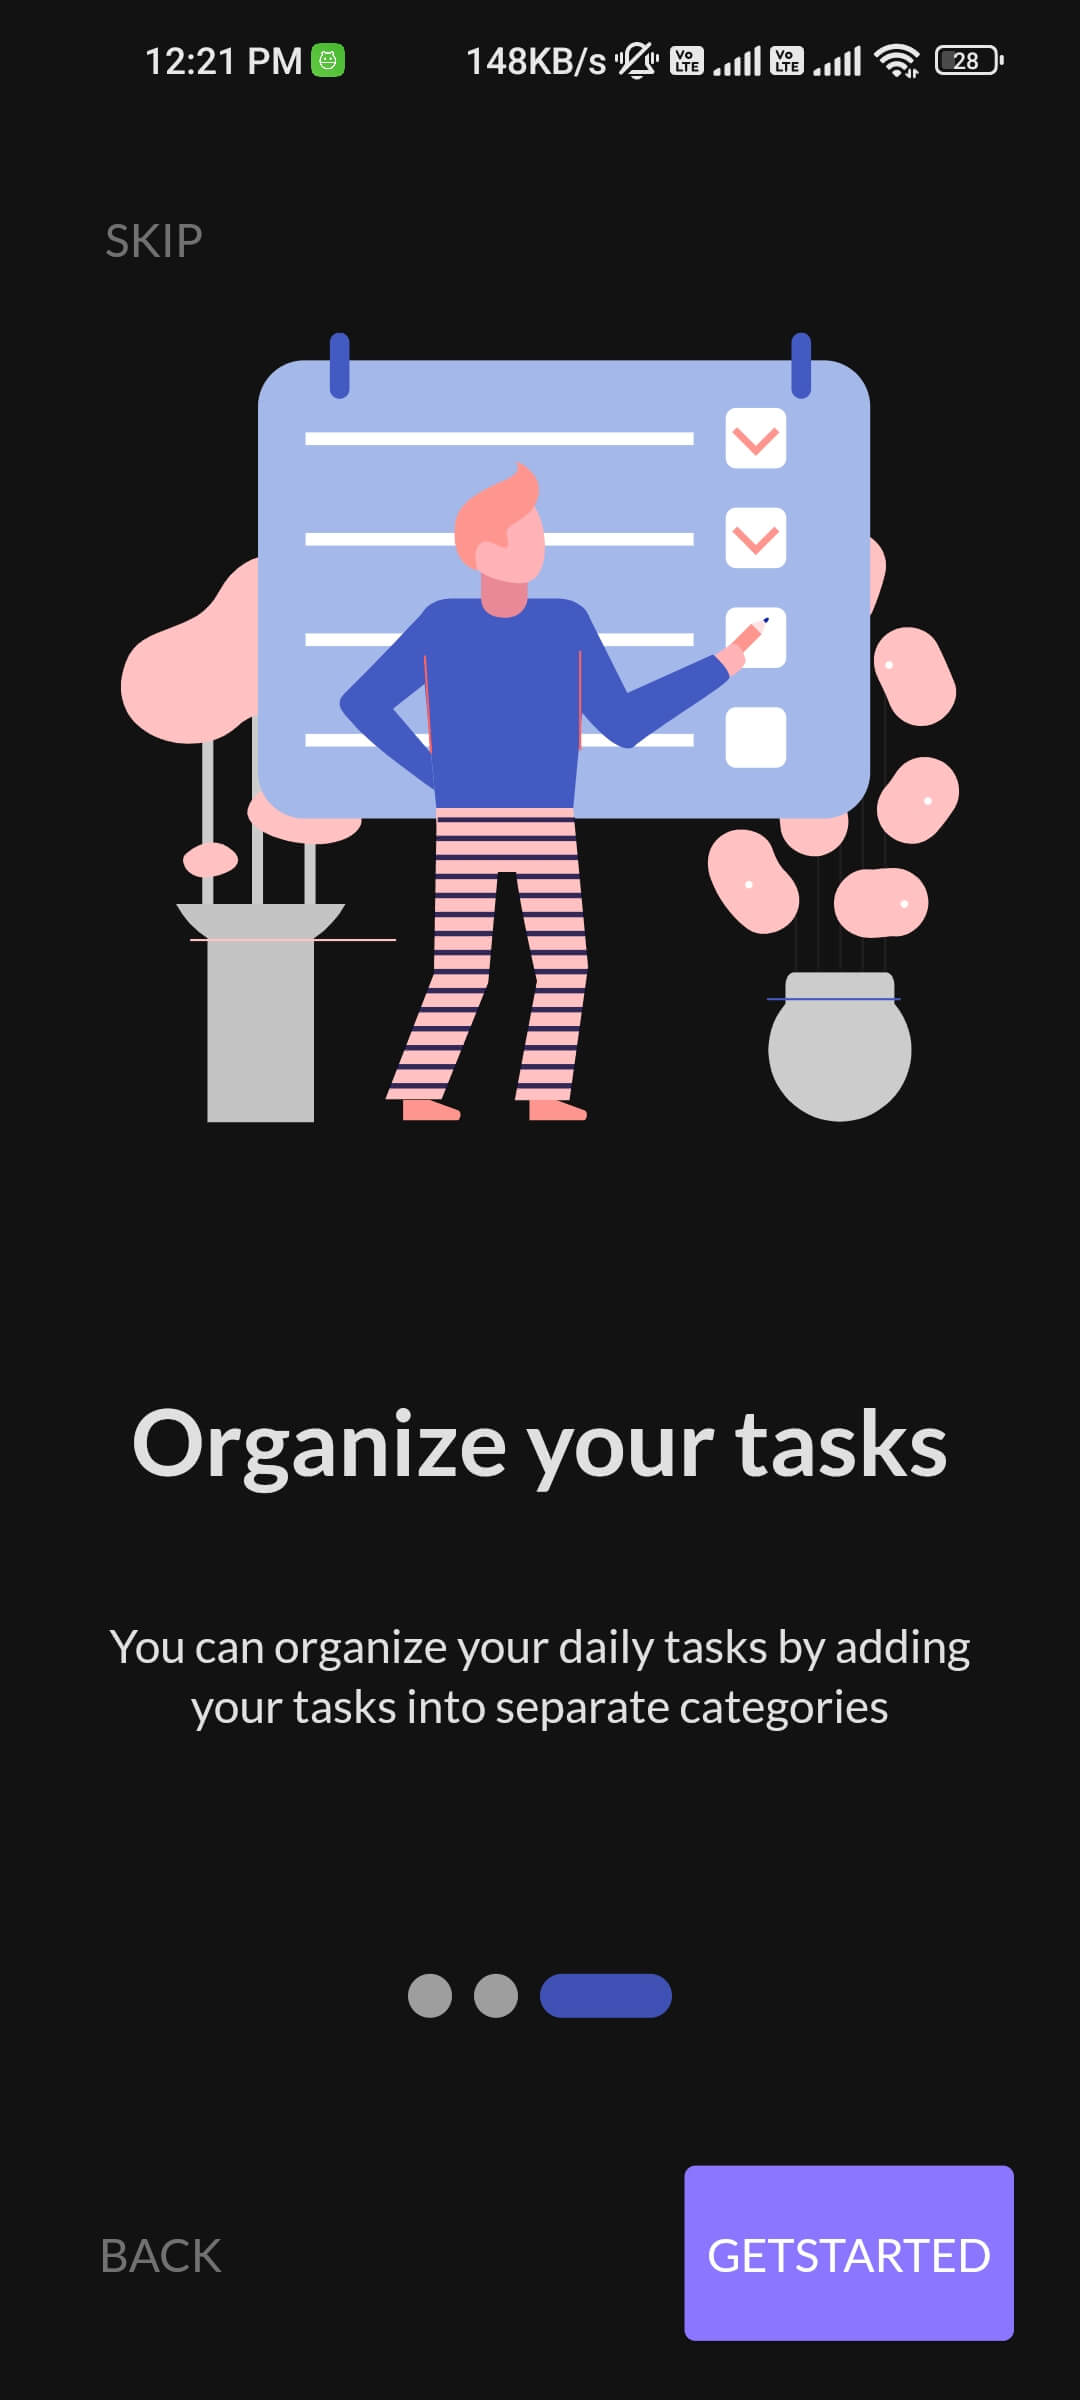 12:21 PM 148KB/s Vo LTE Vo LTE 28
SKIP
Organize your tasks
You can organize your daily tasks by adding
your tasks into separate categories
BACK GETSTARTED